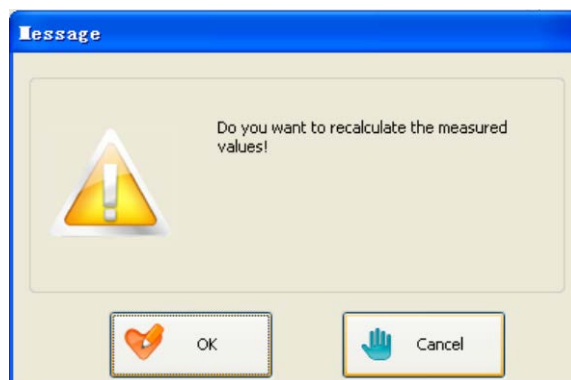 Message
Do you want to recalculate the measured
values!
OK
Cancel